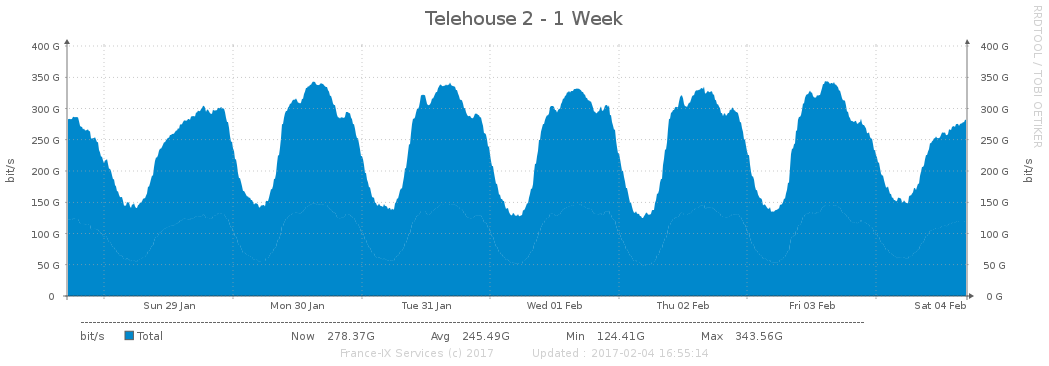 Telehouse 2 - 1 Week
RRDTOOL / TOBI OETIKER
400 G 400 G
350 G 350 G
300 G 300 G
250 G 250 G
200 G 200 G
150 G 150 G
100 G 100 G
50 G 50 G
0 0 G
bit/s bit/s
Sun 29 Jan Mon 30 Jan Tue 31 Jan Wed 01 Feb Thu 02 Feb Fri 03 Feb Sat 04 Feb
bit/s Total Now 278.37G Avg 245.49G Min 124.41G Max 343.56G
France-IX Services (c) 2017 Updated : 2017-02-04 16:55:14